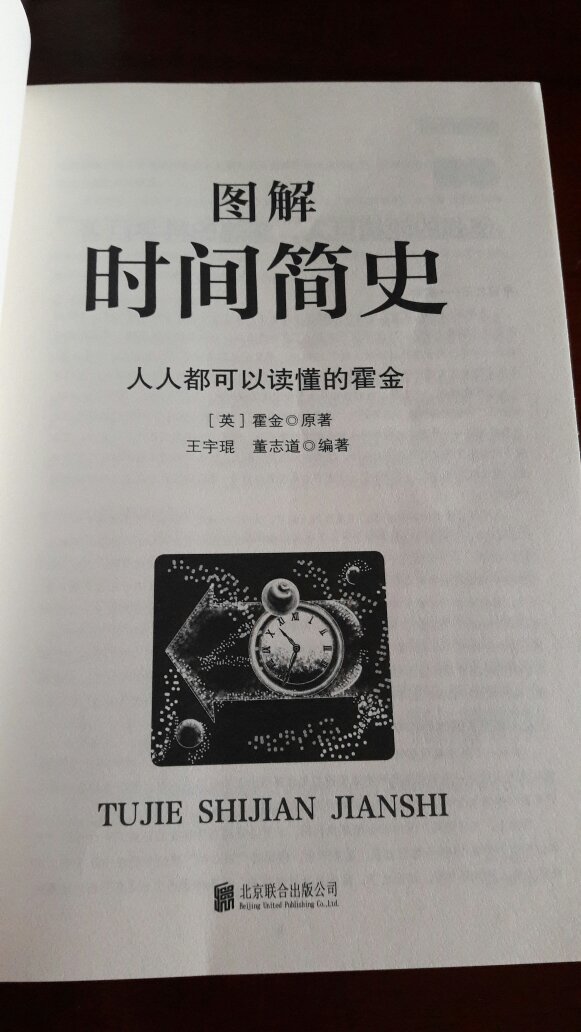 图解
时间简史
人人都可以读懂的霍金
［英］霍金◎原著
王宇琨 董志道◎编著
TUJIE SHIJIAN JIANSHI
北京联合出版公司
Beijing United Publishing Co.,Ltd.